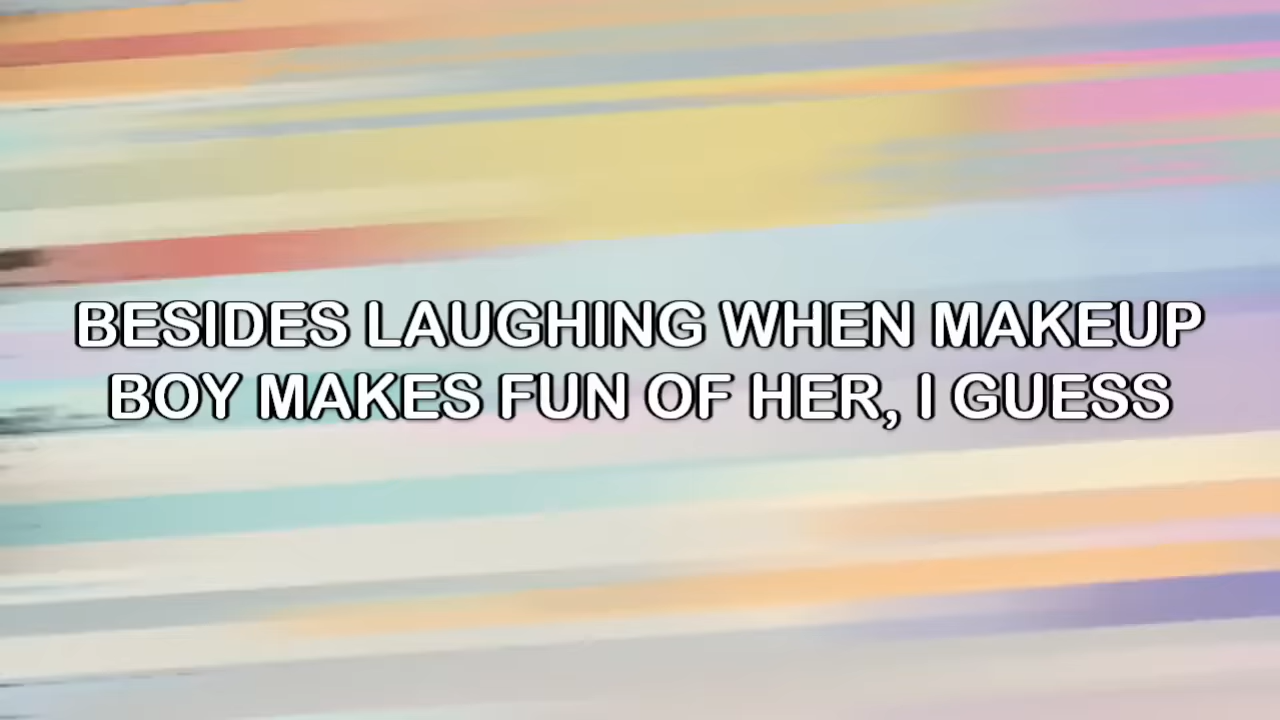 BESIDES LAUGHING WHEN MAKEUP
BOY MAKES FUN OF HER, I GUESS